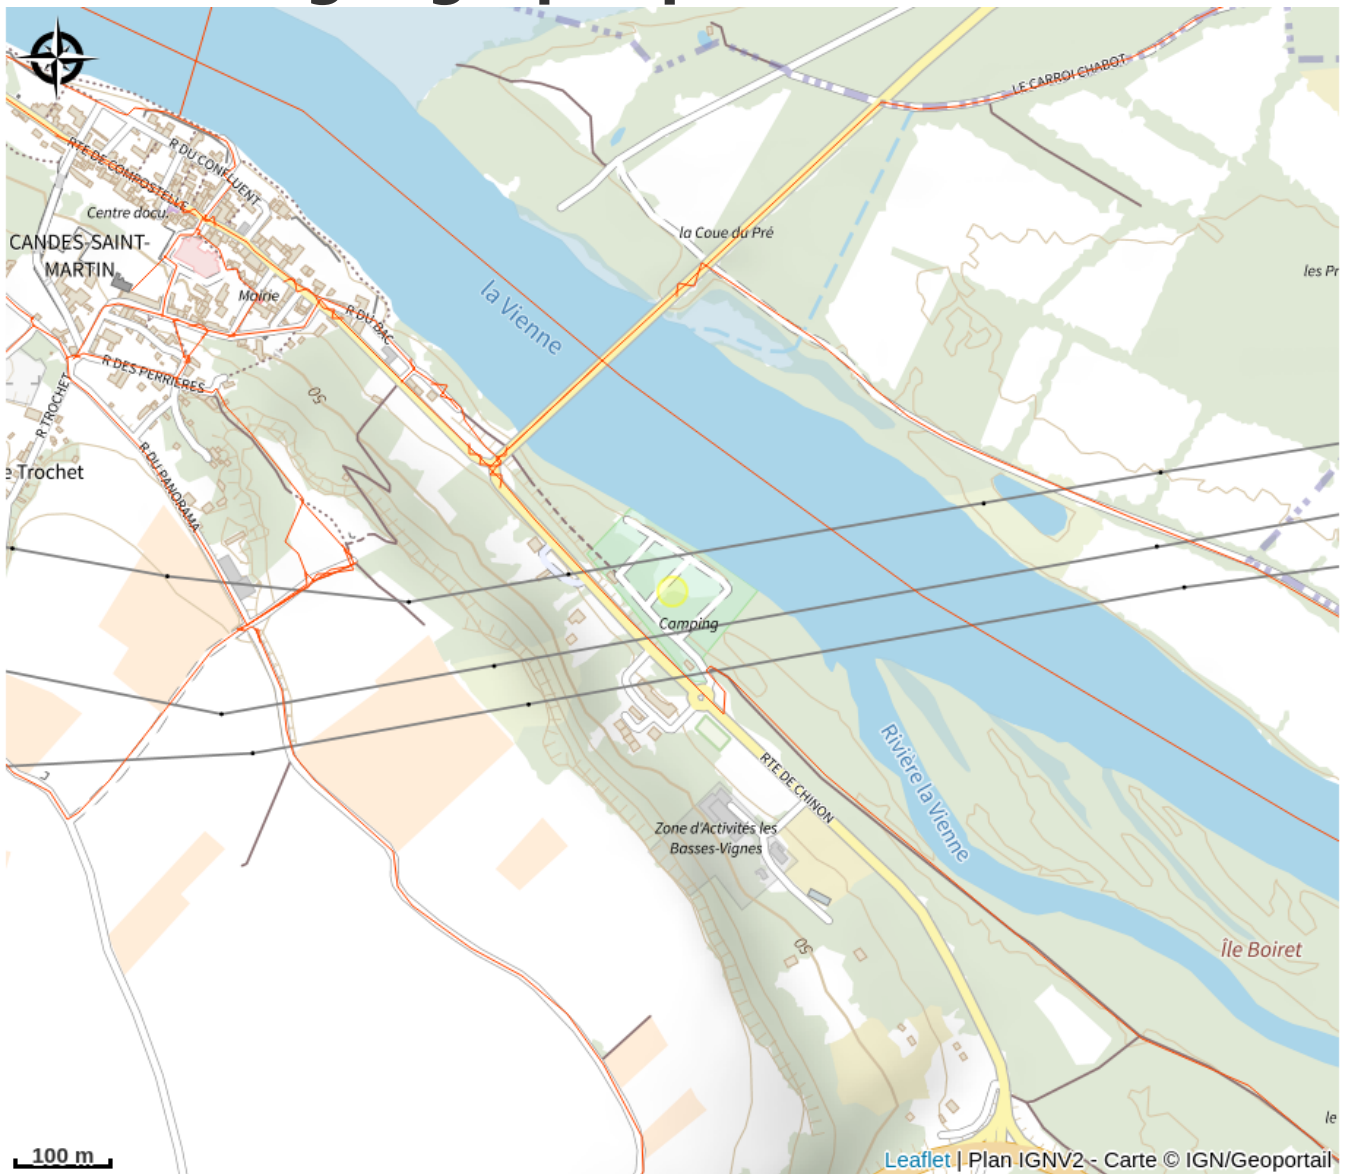 LE CARROI CHABOT
R DU CONFLUENT
RTE DE COMPOSTELLE
Centre docu.
CANDES-SAINT-
MARTIN
la Coue du Pré
les Pr
Mairie
la Vienne
R DU BAC
R DES PERRIÈRES
50
R TROCHET
R DU PANORAMA
e Trochet
Camping
Rivière la Vienne
RTE DE CHINON
Zone d'Activités les
Basses-Vignes
50
Île Boiret
le
100 m
Leaflet | Plan IGNV2 - Carte © IGN/Geoportail